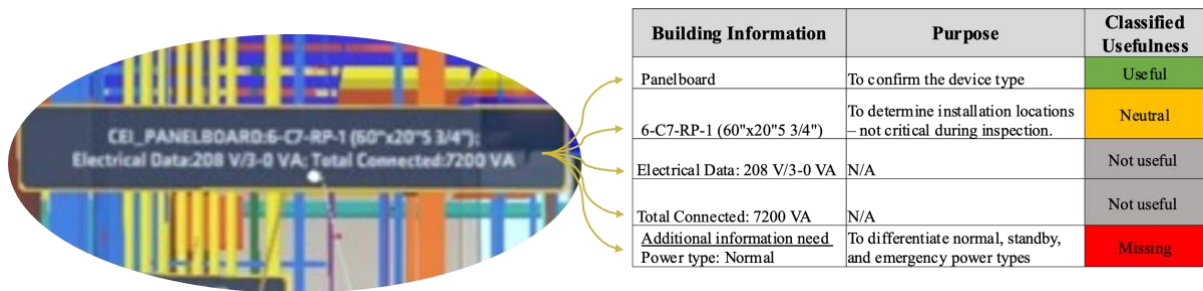 CEI_PANELBOARD:6-C7-RP-1 (60"x20"5 3/4");
Electrical Data:208 V/3-0 VA; Total Connected:7200 VA
Building Information Purpose Classified Usefulness
Panelboard To confirm the device type Useful
6-C7-RP-1 (60"x20"5 3/4") To determine installation locations – not critical during inspection. Neutral
Electrical Data: 208 V/3-0 VA N/A Not useful
Total Connected: 7200 VA N/A Not useful
Additional information need Power type: Normal To differentiate normal, standby, and emergency power types Missing